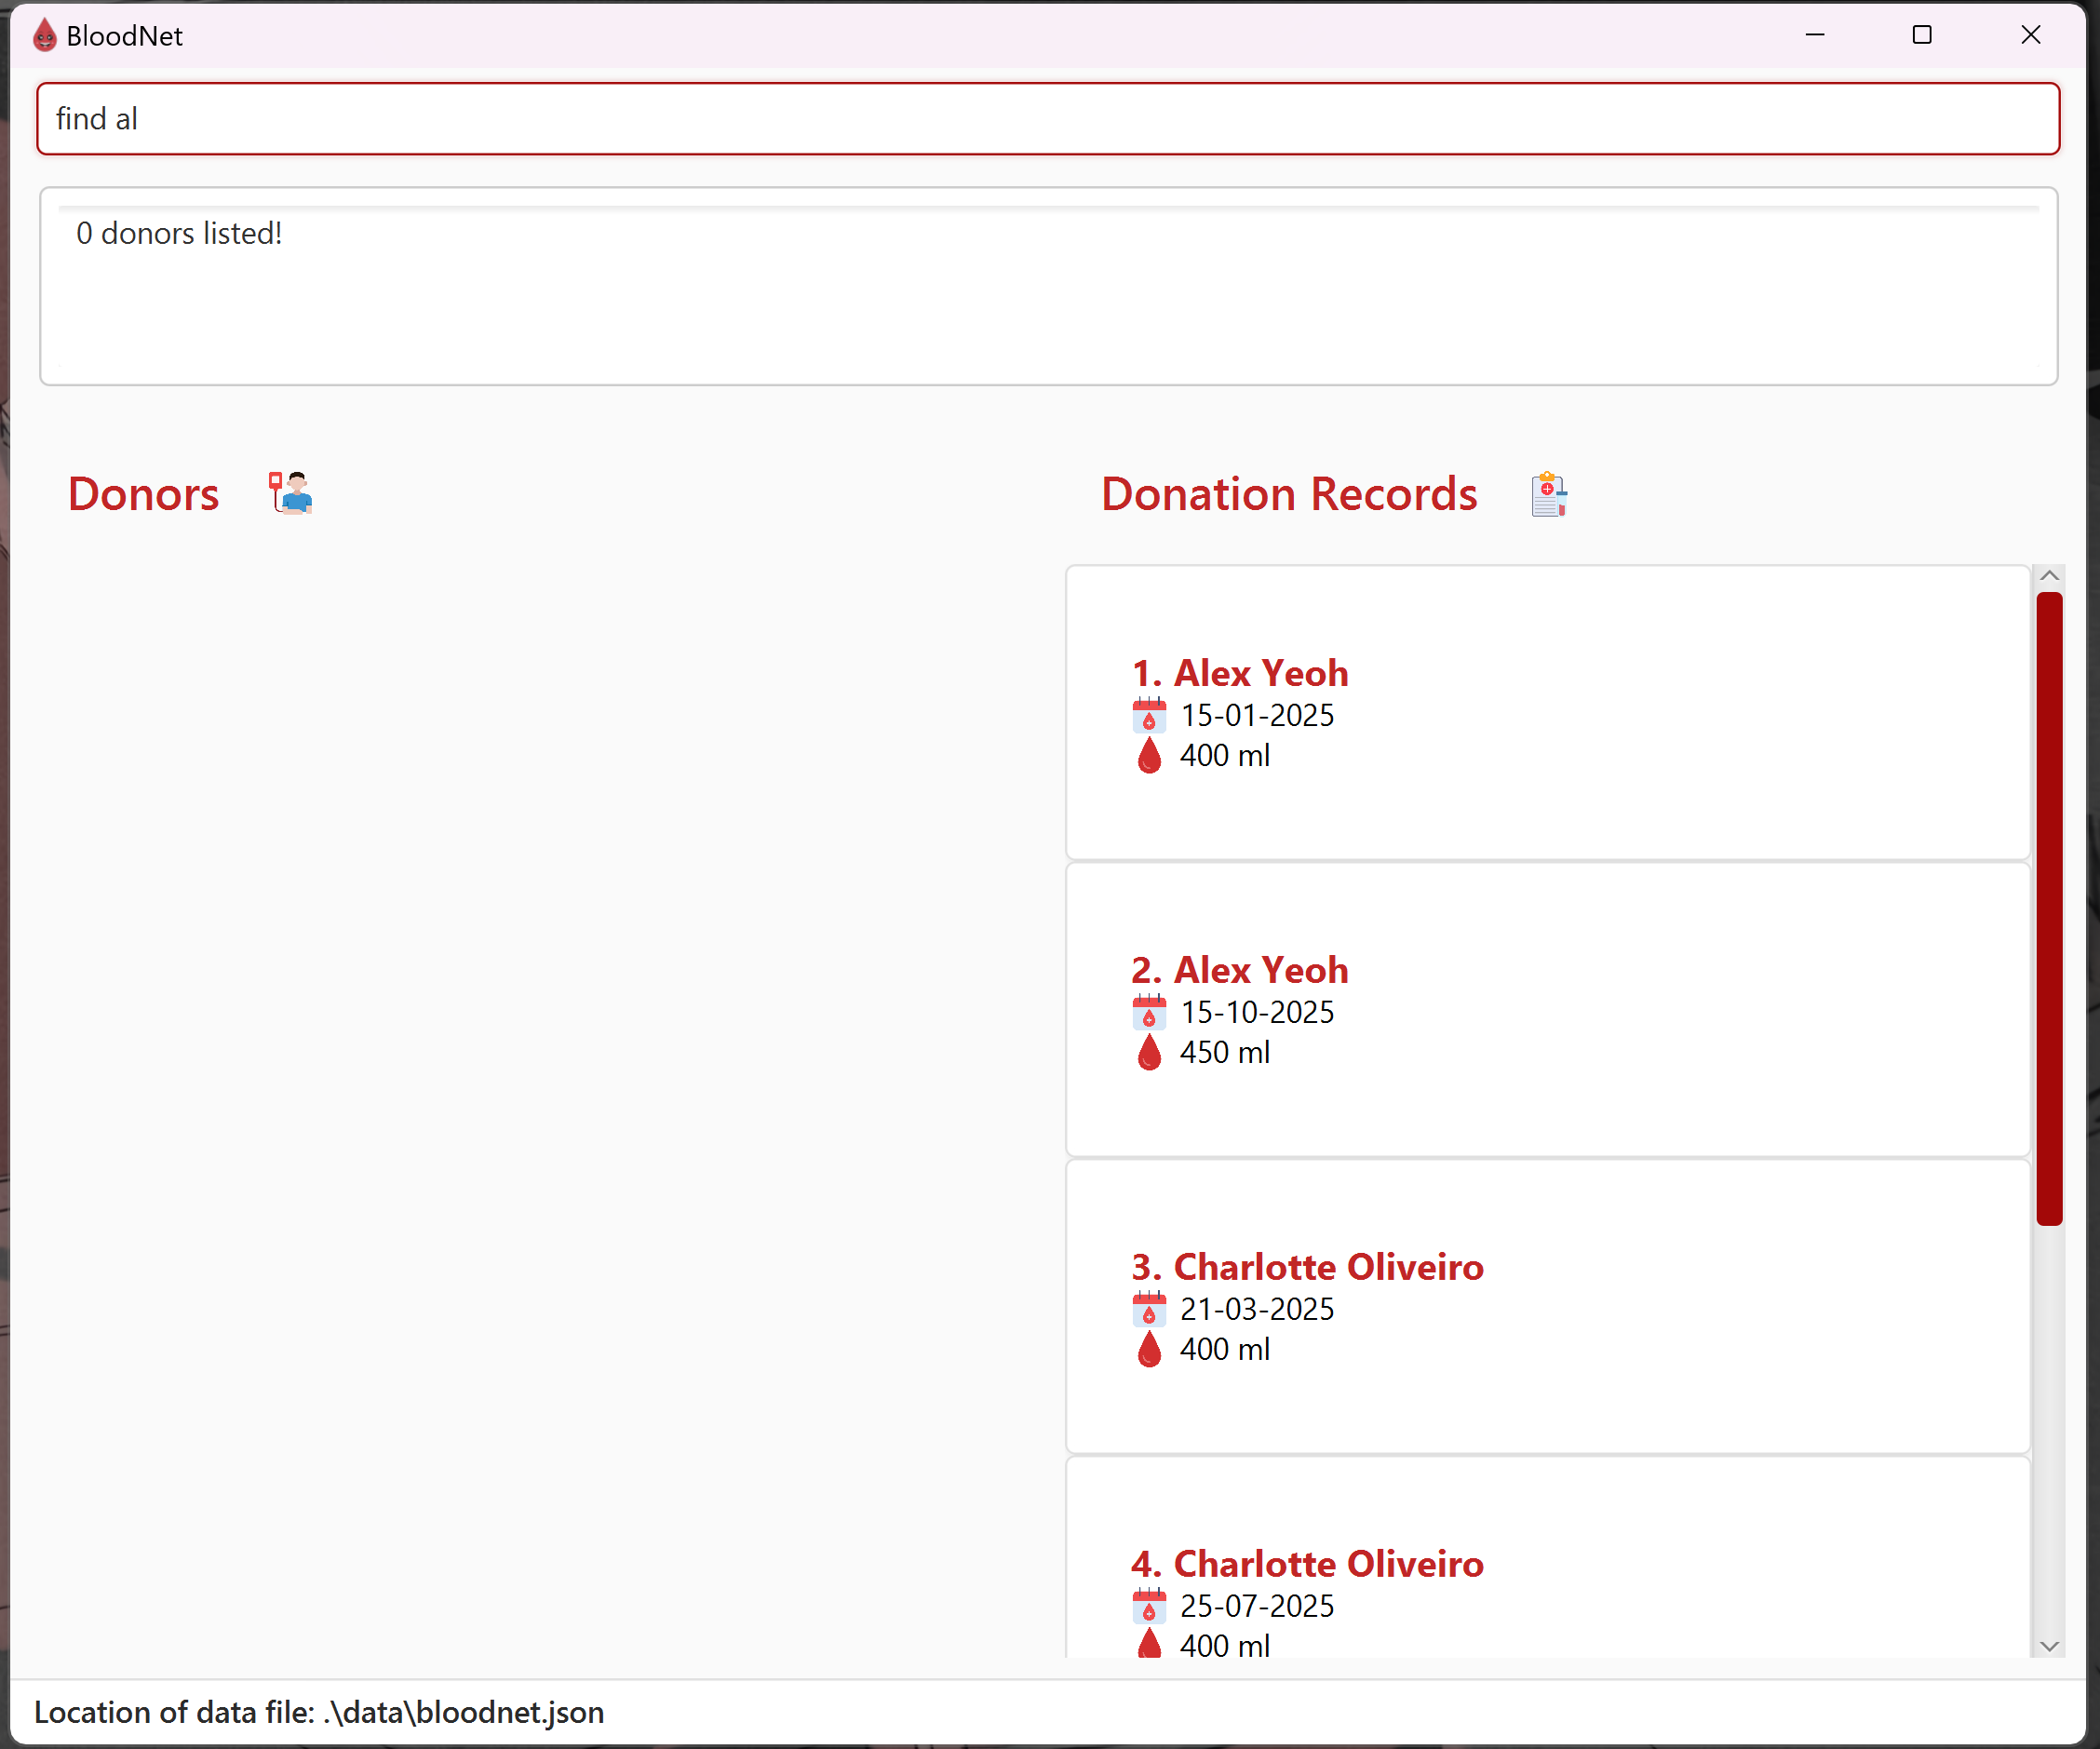 BloodNet
find al
0 donors listed!
Donors
Donation Records
1. Alex Yeoh
15-01-2025
400 ml
2. Alex Yeoh
15-10-2025
450 ml
3. Charlotte Oliveiro
21-03-2025
400 ml
4. Charlotte Oliveiro
25-07-2025
400 ml
Location of data file: .\data\bloodnet.json